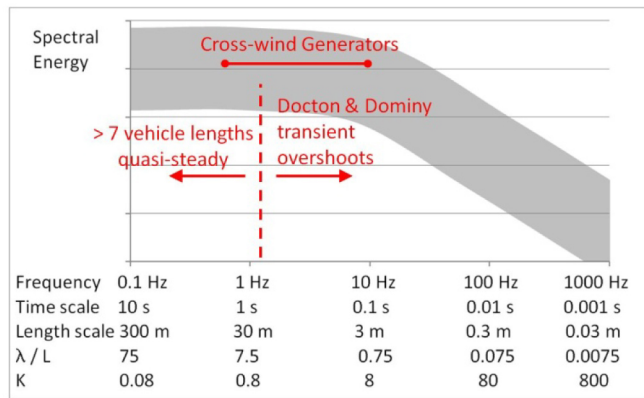 Spectral
Energy
Cross-wind Generators
> 7 vehicle lengths
quasi-steady
Docton & Dominy
transient
overshoots
Frequency 0.1 Hz 1 Hz 10 Hz 100 Hz 1000 Hz
Time scale 10 s 1 s 0.1 s 0.01 s 0.001 s
Length scale 300 m 30 m 3 m 0.3 m 0.03 m
λ / L 75 7.5 0.75 0.075 0.0075
K 0.08 0.8 8 80 800